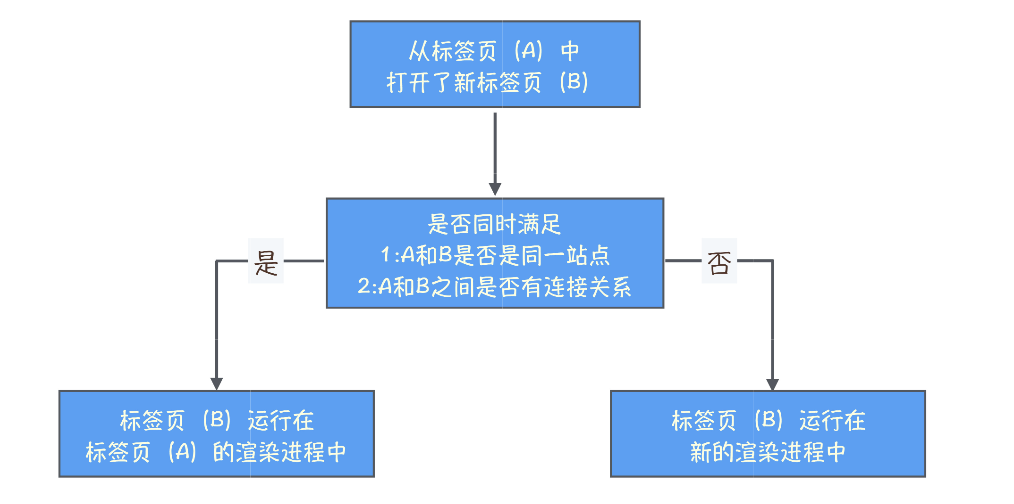 从标签页（A）中
打开了新标签页（B）
是否同时满足
1:A和B是否是同一站点
2:A和B之间是否有连接关系
是
否
标签页（B）运行在
标签页（A）的渲染进程中
标签页（B）运行在
新的渲染进程中